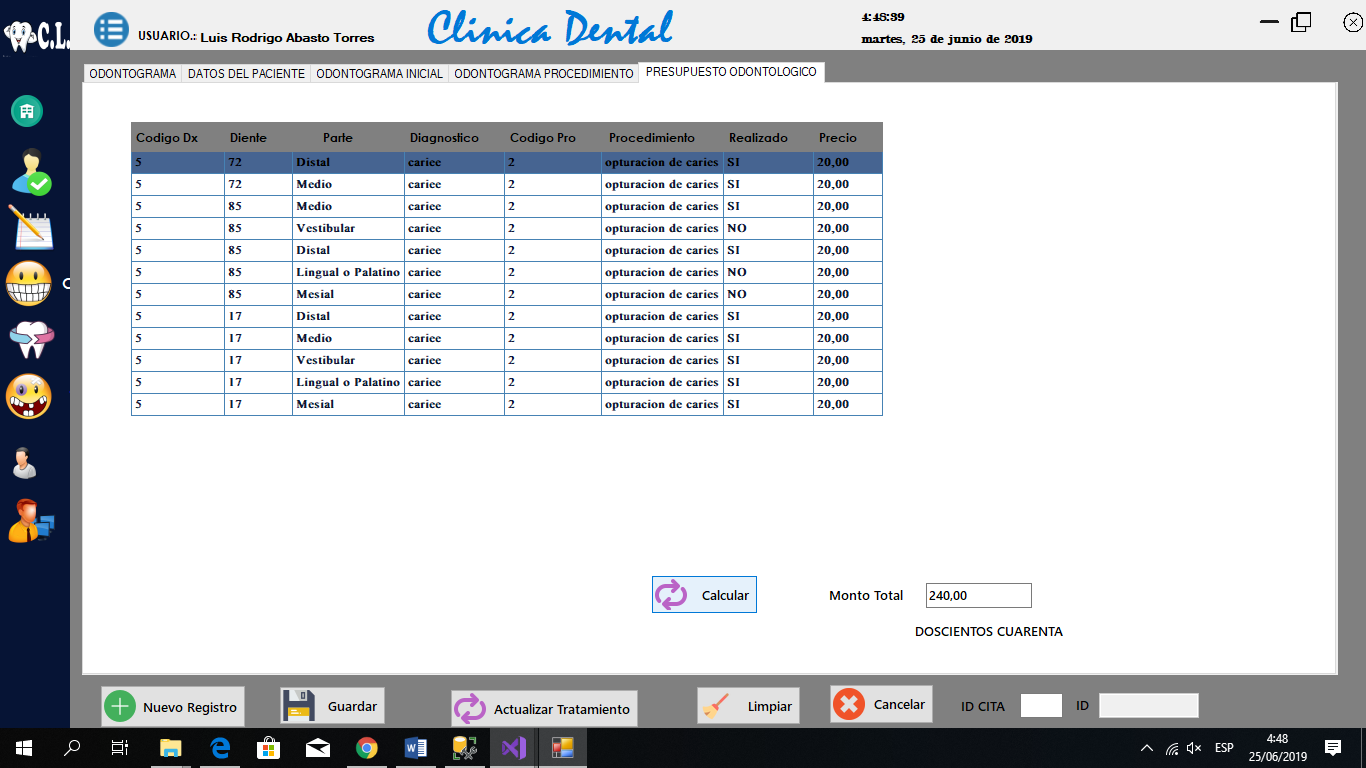 C.L.
USUARIO.:: Luis Rodrigo Abasto Torres
Clinica Dental
4:48:39
martes, 25 de junio de 2019
ODONTOGRAMA DATOS DEL PACIENTE ODONTOGRAMA INICIAL ODONTOGRAMA PROCEDIMIENTO PRESUPUESTO ODONTOLOGICO
Codigo Dx Diente Parte Diagnostico Codigo Pro Procedimiento Realizado Precio
5 72 Distal cariee 2 opturacion de caries SI 20,00
5 72 Medio cariee 2 opturacion de caries SI 20,00
5 85 Medio cariee 2 opturacion de caries SI 20,00
5 85 Vestibular cariee 2 opturacion de caries NO 20,00
5 85 Distal cariee 2 opturacion de caries SI 20,00
5 85 Lingual o Palatino cariee 2 opturacion de caries NO 20,00
5 85 Mesial cariee 2 opturacion de caries NO 20,00
5 17 Distal cariee 2 opturacion de caries SI 20,00
5 17 Medio cariee 2 opturacion de caries SI 20,00
5 17 Vestibular cariee 2 opturacion de caries SI 20,00
5 17 Lingual o Palatino cariee 2 opturacion de caries SI 20,00
5 17 Mesial cariee 2 opturacion de caries SI 20,00
Calcular Monto Total 240,00
DOSCIENTOS CUARENTA
Nuevo Registro Guardar Actualizar Tratamiento Limpiar Cancelar ID CITA ID
ESP 4:48
25/06/2019